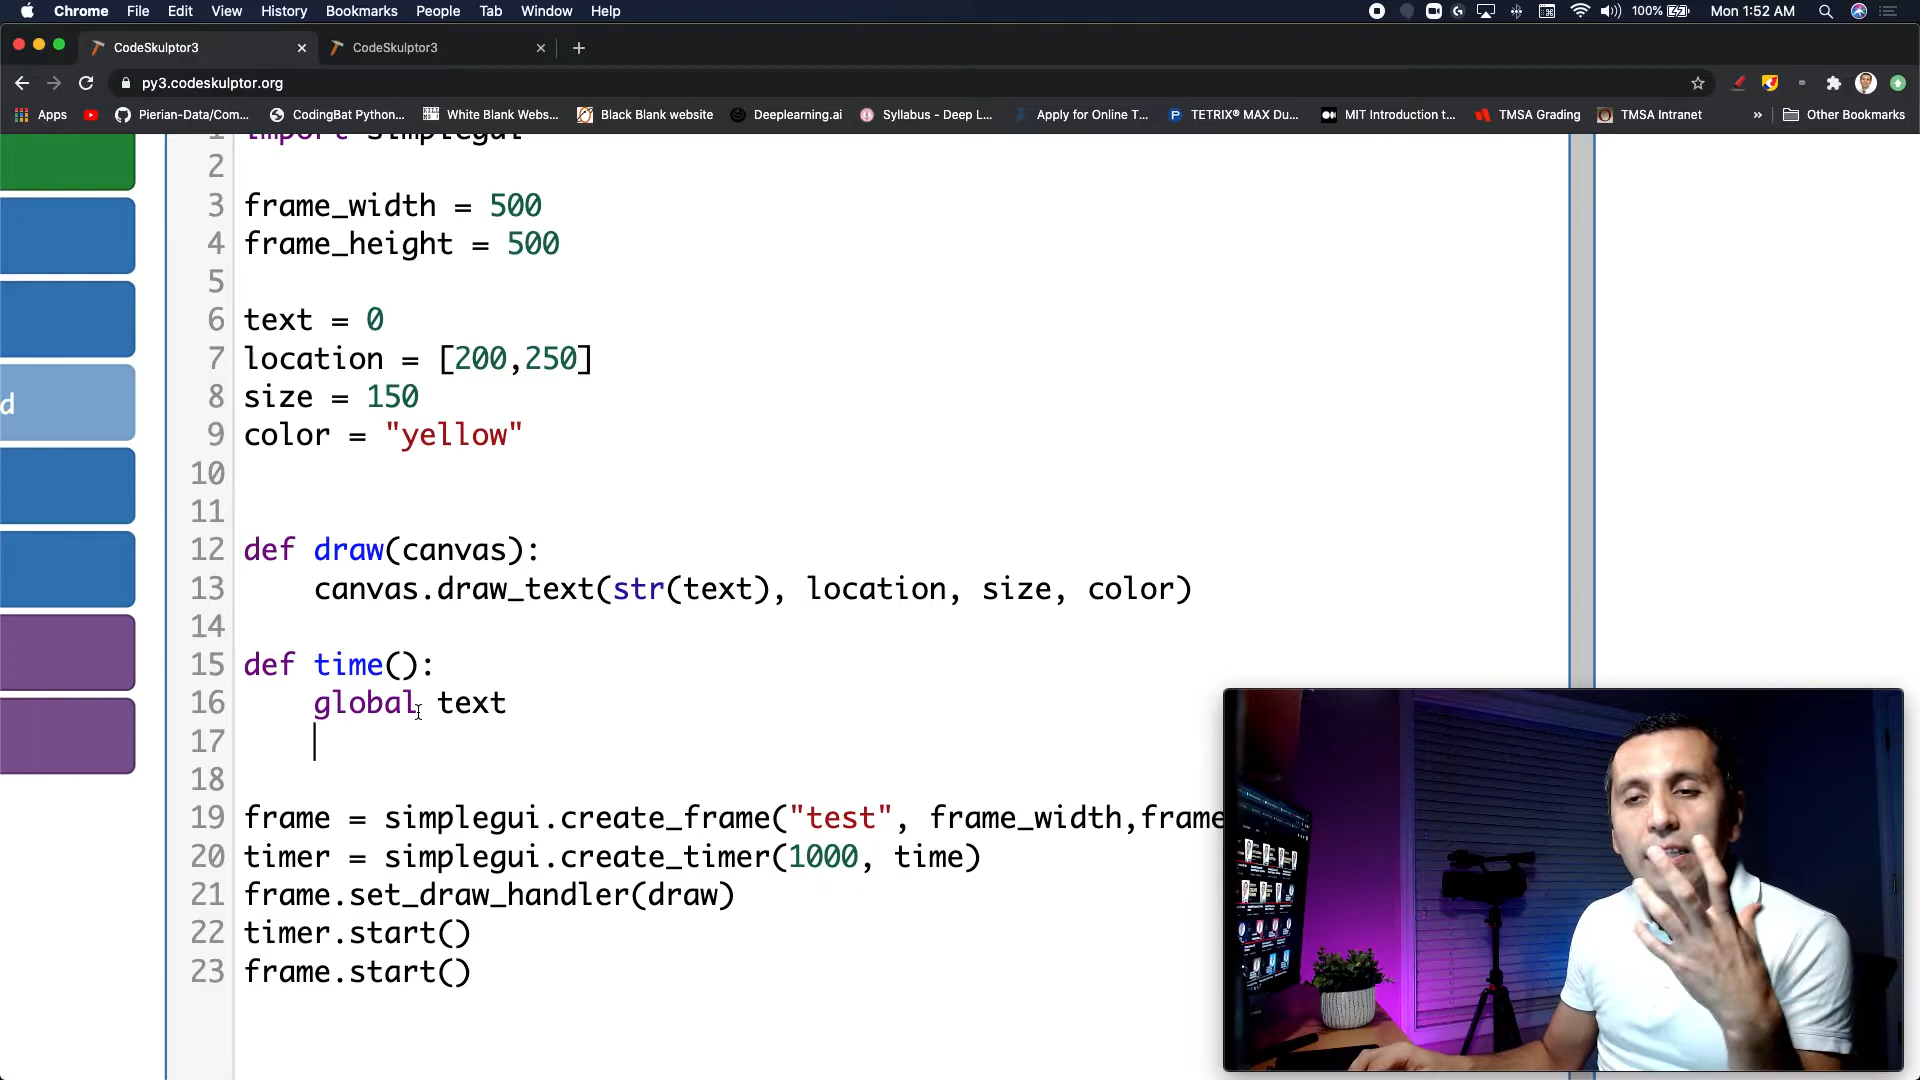 Chrome File Edit View History Bookmarks People Tab Window Help 100% Mon 1:52 AM
CodeSkulptor3 CodeSkulptor3
py3.codeskulptor.org
Apps Pierian-Data/Com... CodingBat Python... White Blank Webs... Black Blank website Deeplearning.ai Syllabus - Deep L... Apply for Online T... TETRIX® MAX Du... MIT Introduction t... TMSA Grading TMSA Intranet » Other Bookmarks
1 import simplegui
2
3 frame_width = 500
4 frame_height = 500
5
6 text = 0
7 location = [200,250]
8 size = 150
d
9 color = "yellow"
10
11
12 def draw(canvas):
13 canvas.draw_text(str(text), location, size, color)
14
15 def time():
16 global text
17
18
19 frame = simplegui.create_frame("test", frame_width,frame
20 timer = simplegui.create_timer(1000, time)
21 frame.set_draw_handler(draw)
22 timer.start()
23 frame.start()